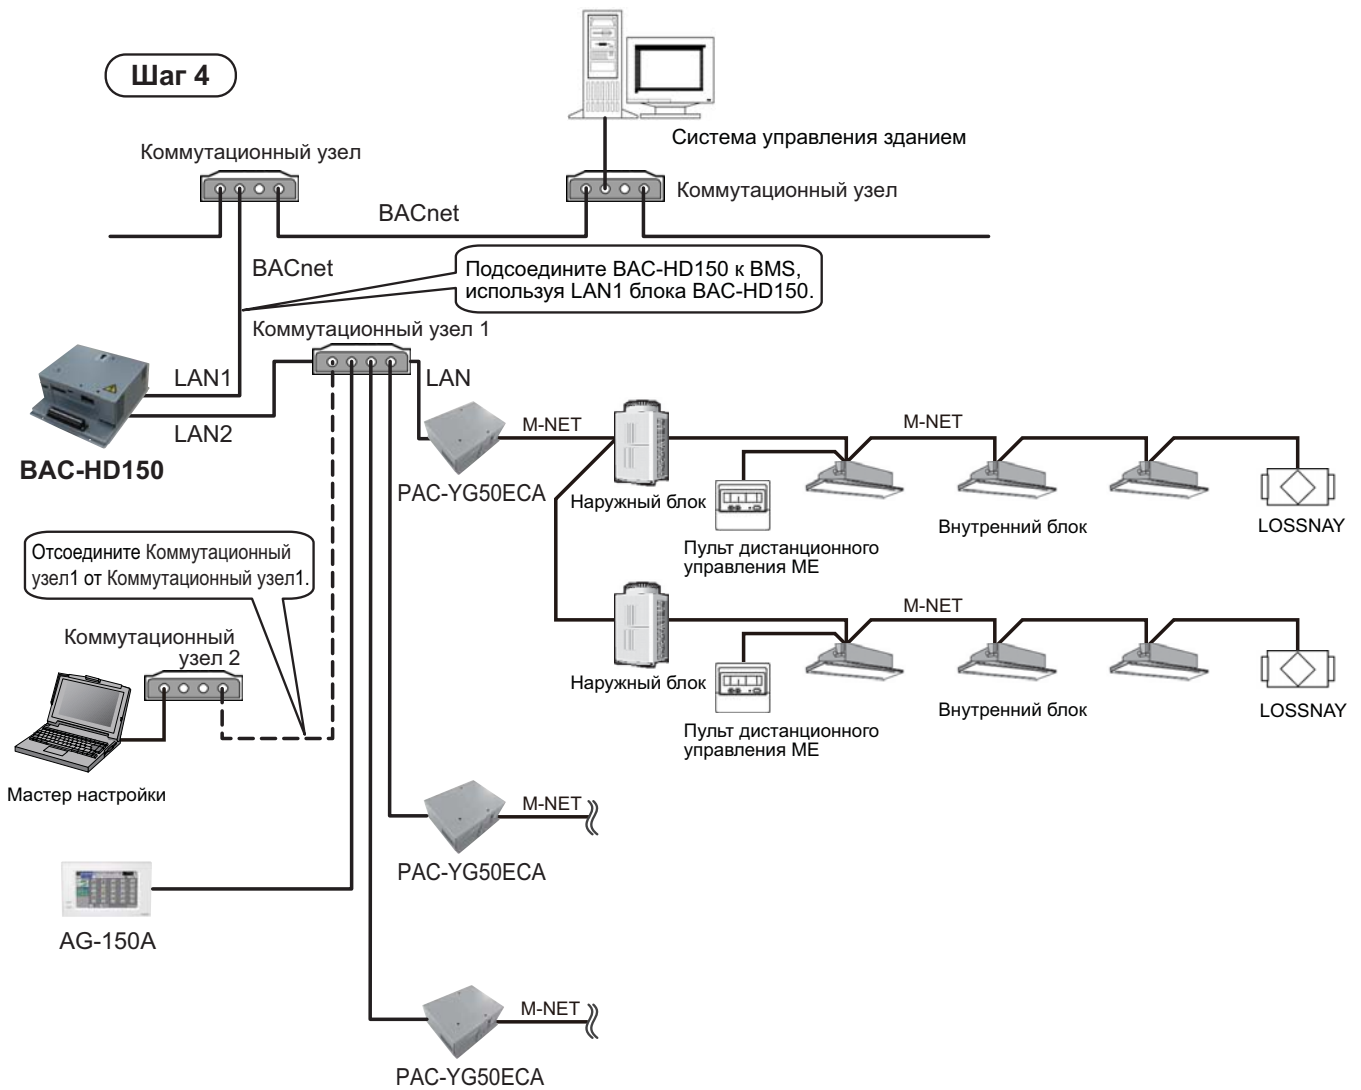 Шаг 4
Система управления зданием
Коммутационный узел
Коммутационный узел
BACnet
BACnet
Подсоедините BAC-HD150 к BMS,
используя LAN1 блока BAC-HD150.
Коммутационный узел 1
LAN1
LAN
LAN2
BAC-HD150
M-NET
M-NET
PAC-YG50ECA
Наружный блок
Внутренний блок
LOSSNAY
Пульт дистанционного
управления ME
Отсоедините Коммутационный
узел1 от Коммутационный узел1.
M-NET
Коммутационный
узел 2
Наружный блок
Внутренний блок
LOSSNAY
Пульт дистанционного
управления ME
Мастер настройки
M-NET
PAC-YG50ECA
AG-150A
M-NET
PAC-YG50ECA